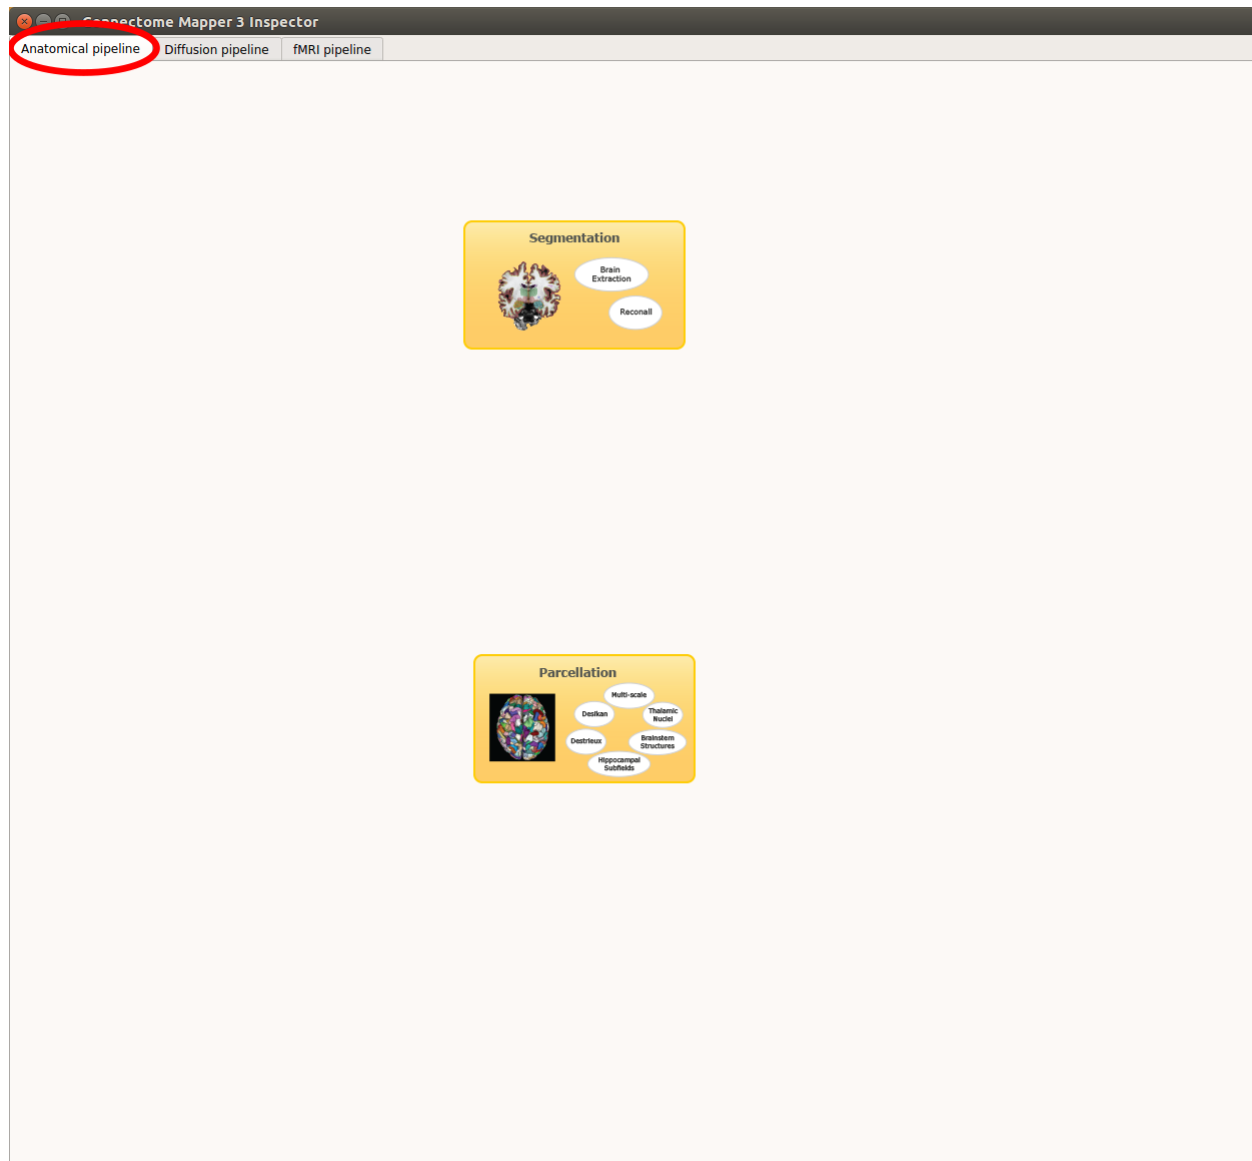 Connectome Mapper 3 Inspector
Anatomical pipeline
Diffusion pipeline
fMRI pipeline
Segmentation
Brain
Extraction
Reconall
Parcellation
Multi-scale
Desikan
Thalamic
Nuclei
Destrieux
Brainstem
Structures
Hippocampal
Subfields